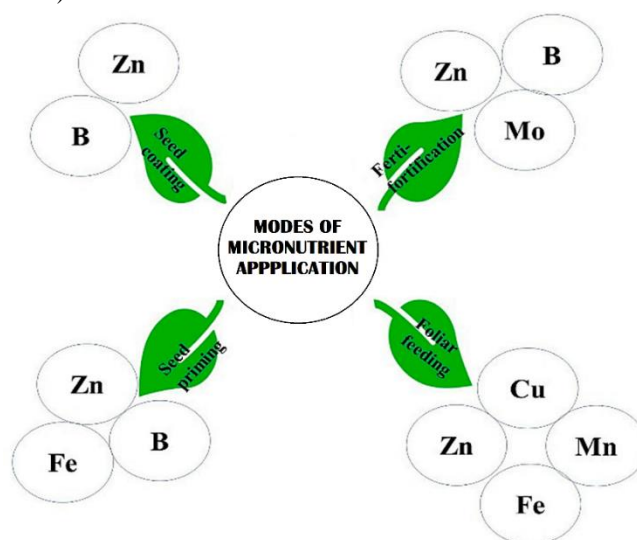 Zn
B
Seed
coating
Zn
B
Mo
Ferti-
fortification
MODES OF
MICRONUTRIENT
APPPLICATION
Seed
priming
Zn
Fe
B
Foliar
feeding
Cu
Zn
Mn
Fe